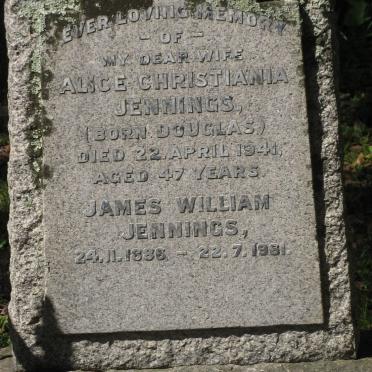 EVER LOVING MEMORY
— OF —
MY DEAR WIFE
ALICE CHRISTIANIA
JENNINGS,
(BORN DOUGLAS)
DIED 22 APRIL 1941,
AGED 47 YEARS.
JAMES WILLIAM
JENNINGS,
24.11.1886 — 22.7.1981